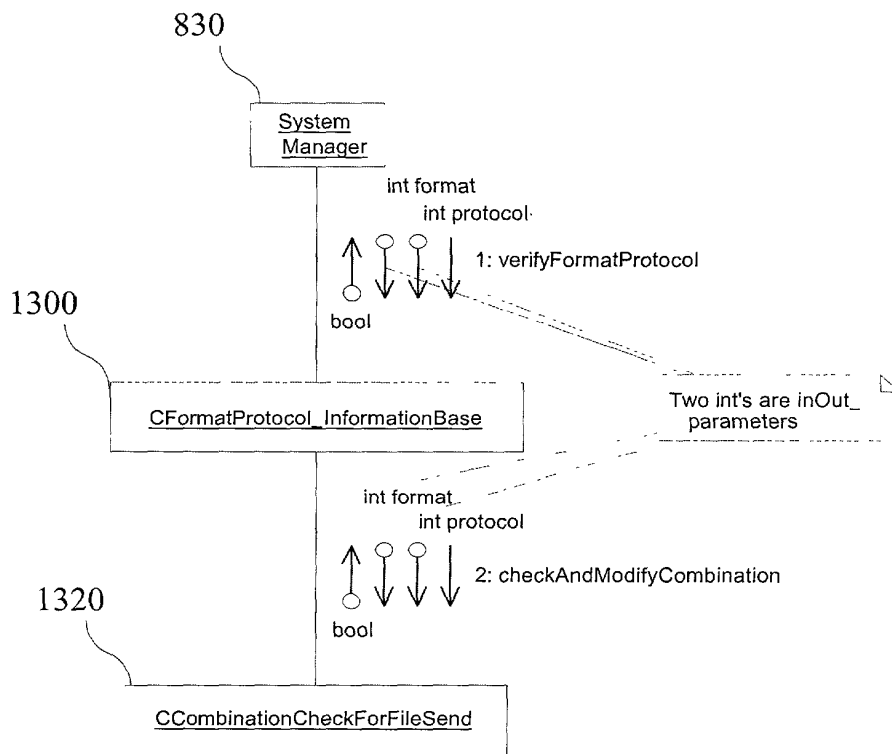 830
System
Manager
int format
int protocol
1: verifyFormatProtocol
bool
1300
CFormatProtocol_InformationBase
Two int's are inOut_
parameters
int format
int protocol
2: checkAndModifyCombination
bool
1320
CCombinationCheckForFileSend